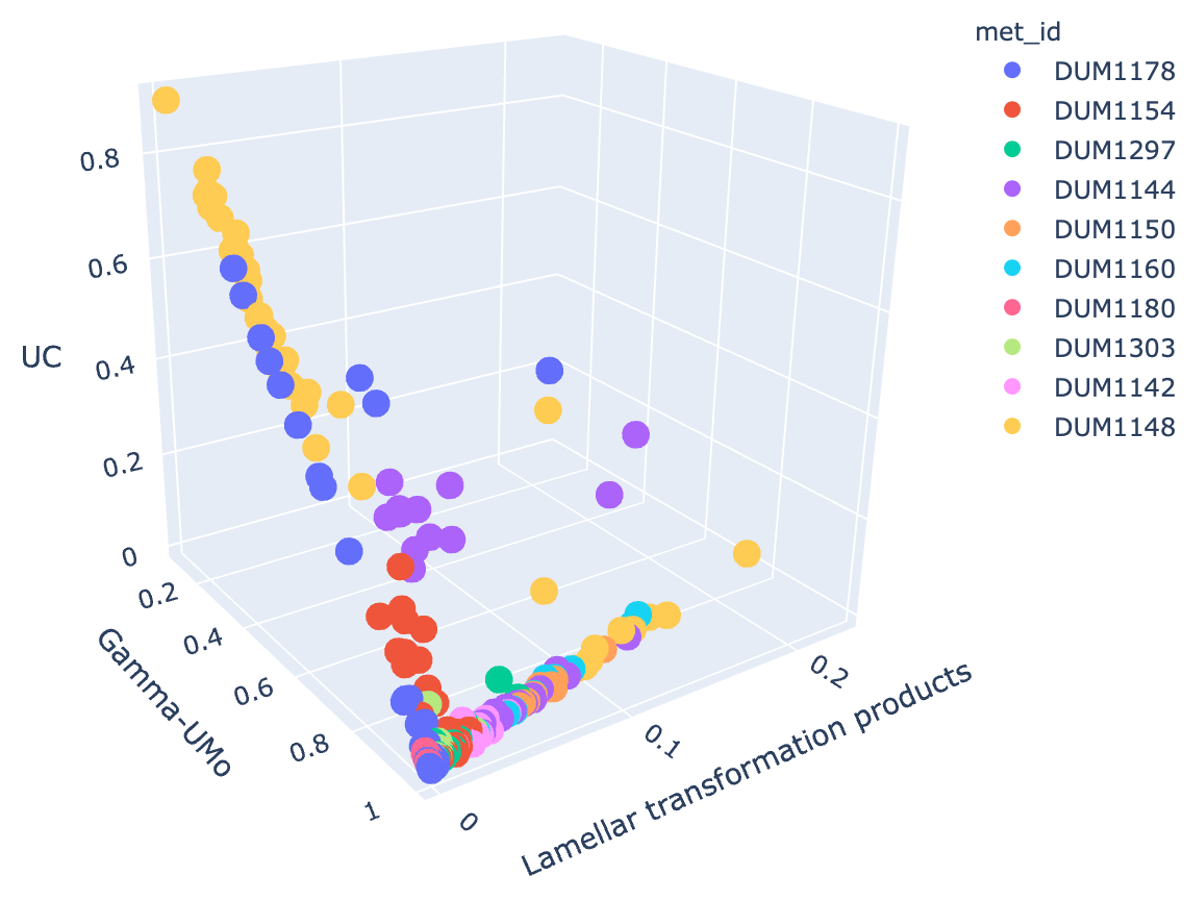 met_id
DUM1178
DUM1154
DUM1297
DUM1144
DUM1150
DUM1160
DUM1180
DUM1303
DUM1142
DUM1148
UC
0.8
0.6
0.4
0.2
0
0.2
0.4
0.6
0.8
1
Gamma-UMo
0
0.1
0.2
Lamellar transformation products